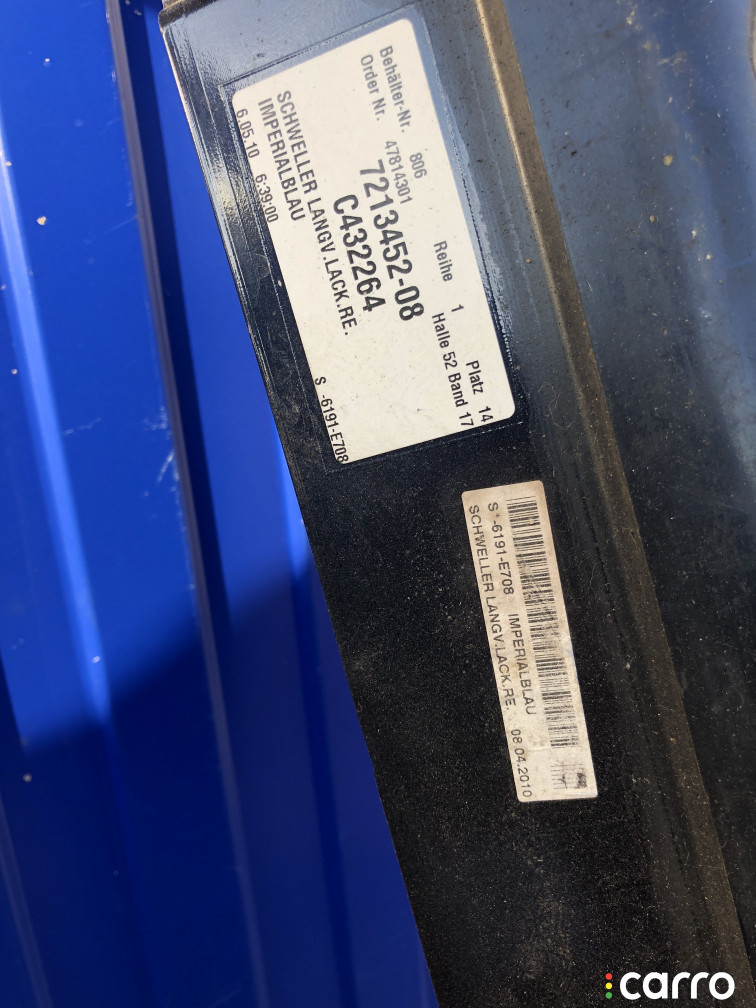 Behälter-Nr. 806 Reihe 1 Platz 14
Order Nr. 47814301 Halle 52 Band 17
7213452-08
C432264
SCHWELLER LANGV.LACK.RE.
IMPERIALBLAU
6.05.10 6:39:00 S -6191-E708
S*-6191-E708 IMPERIALBLAU
SCHWELLER LANGV.LACK.RE. 08.04.2010
carro